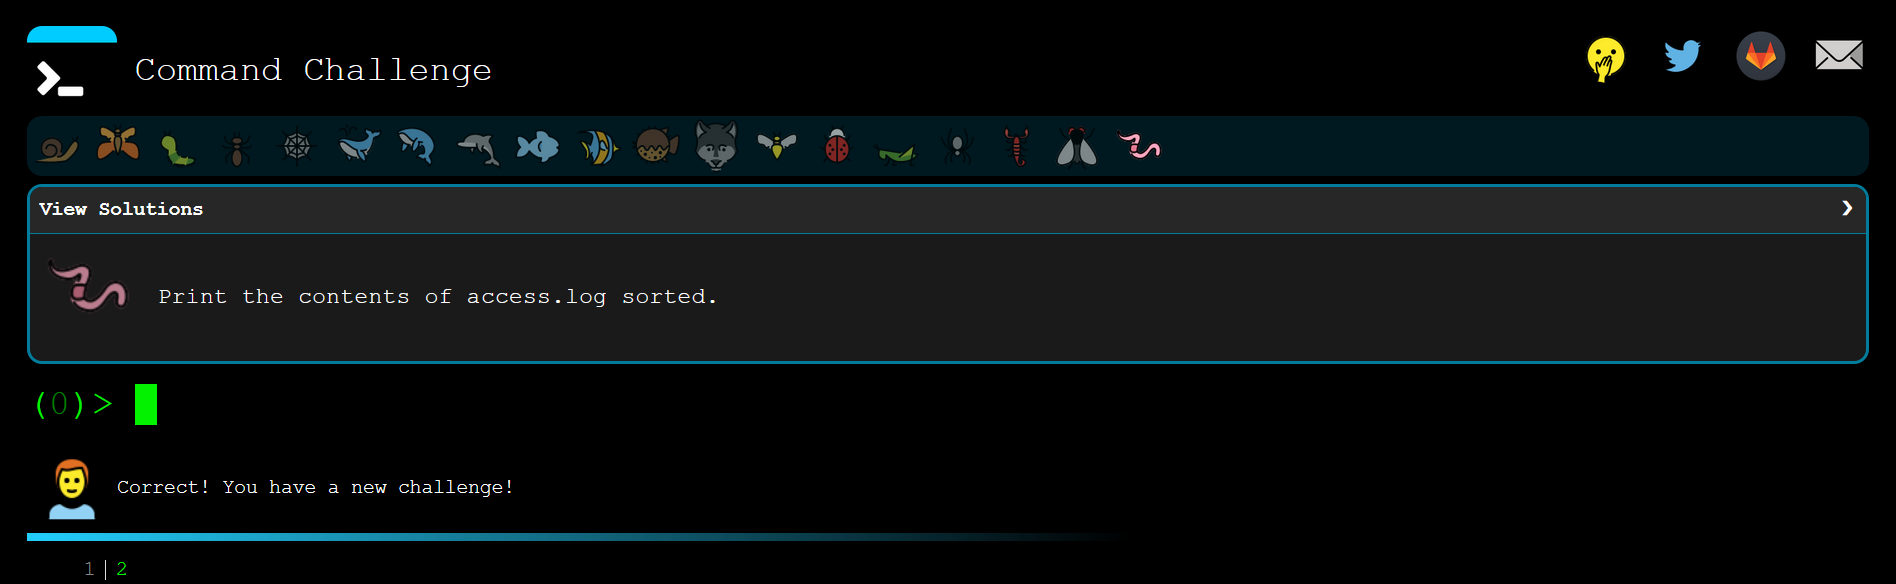 Command Challenge
View Solutions
Print the contents of access.log sorted.
(0)>
Correct! You have a new challenge!
1 | 2